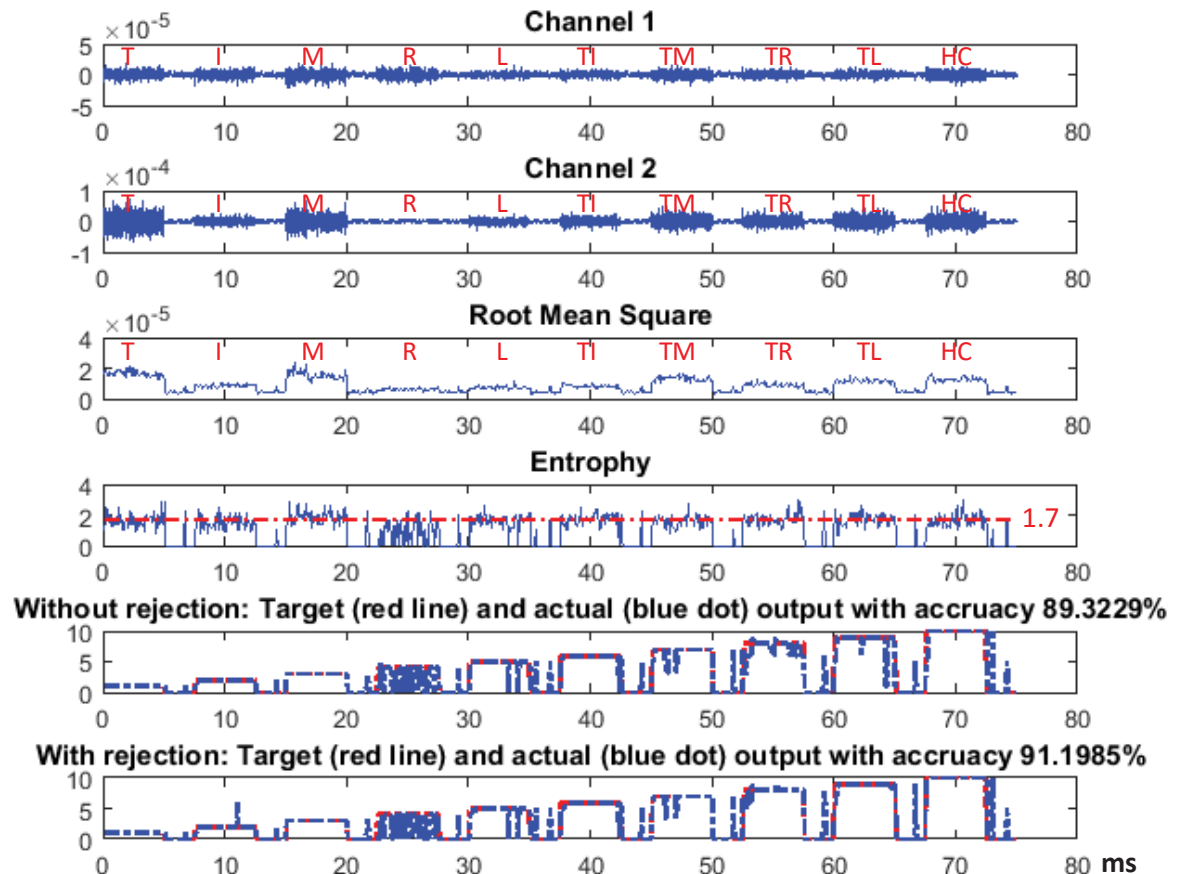 Channel 1
×10-5
T I M R L TI TM TR TL HC
5
0
-5
0 10 20 30 40 50 60 70 80
Channel 2
×10-4
T I M R L TI TM TR TL HC
1
0
-1
0 10 20 30 40 50 60 70 80
Root Mean Square
×10-5
T I M R L TI TM TR TL HC
4
2
0
0 10 20 30 40 50 60 70 80
Entrophy
4
2
0
1.7
0 10 20 30 40 50 60 70 80
Without rejection: Target (red line) and actual (blue dot) output with accruacy 89.3229%
10
5
0
0 10 20 30 40 50 60 70 80
With rejection: Target (red line) and actual (blue dot) output with accruacy 91.1985%
10
5
0
0 10 20 30 40 50 60 70 80 ms